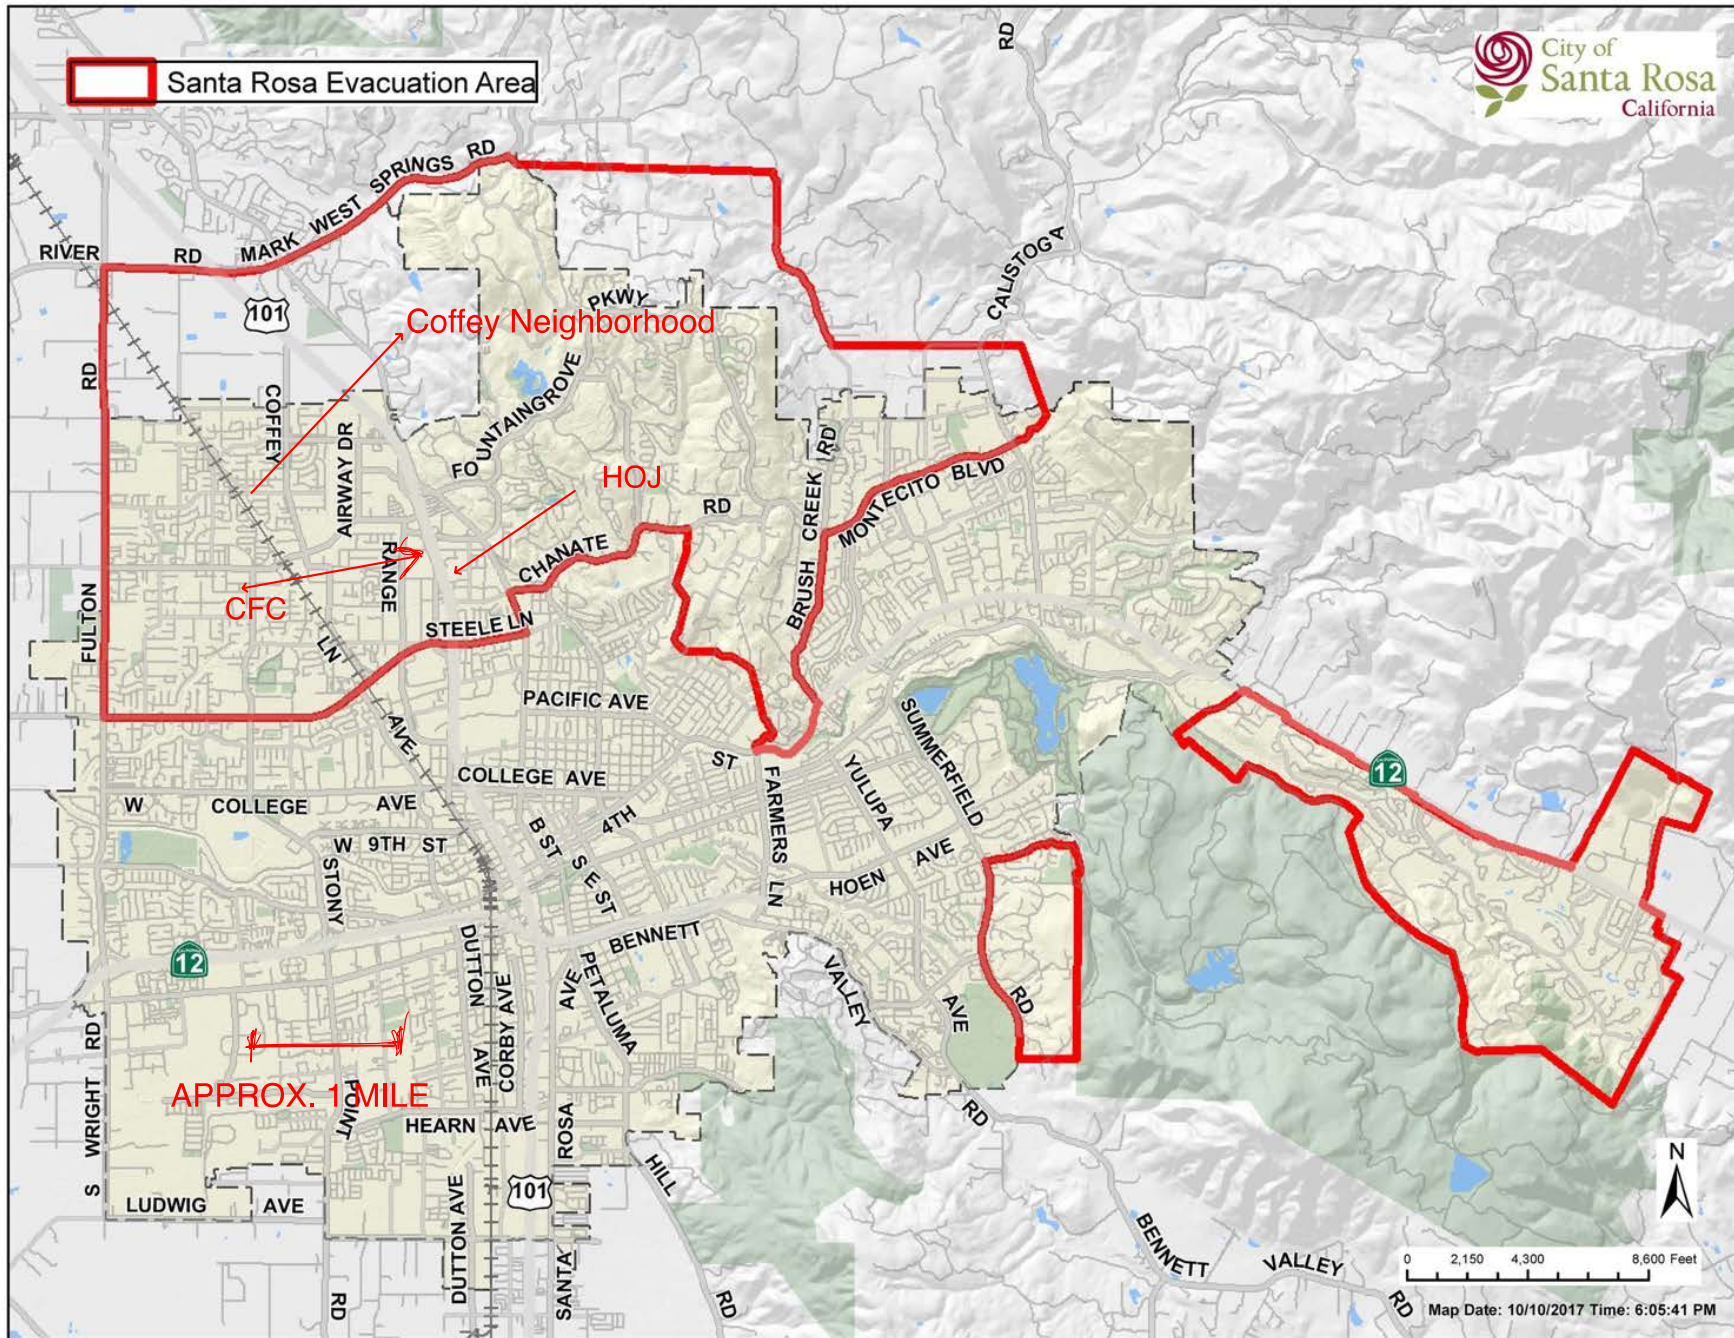 Santa Rosa Evacuation Area
City of
Santa Rosa
California
RD
MARK WEST SPRINGS RD
RIVER RD
101
CALISTOGA
PKWY
Coffey Neighborhood
RD
FOUNTAINGROVE
COFFEY
AIRWAY DR
HOJ
RD
BRUSH CREEK RD
MONTECITO BLVD
CHANATE
RANGE
CFC
FULTON
STEELE LN
LN
PACIFIC AVE
AVE
SUMMERFIELD
ST
12
COLLEGE AVE
FARMERS LN
YULUPA
W COLLEGE AVE
B ST
4TH
W 9TH ST
S E ST
HOEN AVE
STONY
BENNETT
12
DUTTON
AVE
CORBY AVE
AVE
PETALUMA
VALLEY
AVE
RD
RD
APPROX. 1 MILE
POINT
S WRIGHT
HEARN AVE
ROSA
RD
N
HILL
101
LUDWIG AVE
DUTTON AVE
SANTA
RD
RD
BENNETT VALLEY
RD
0 2,150 4,300 8,600 Feet
Map Date: 10/10/2017 Time: 6:05:41 PM